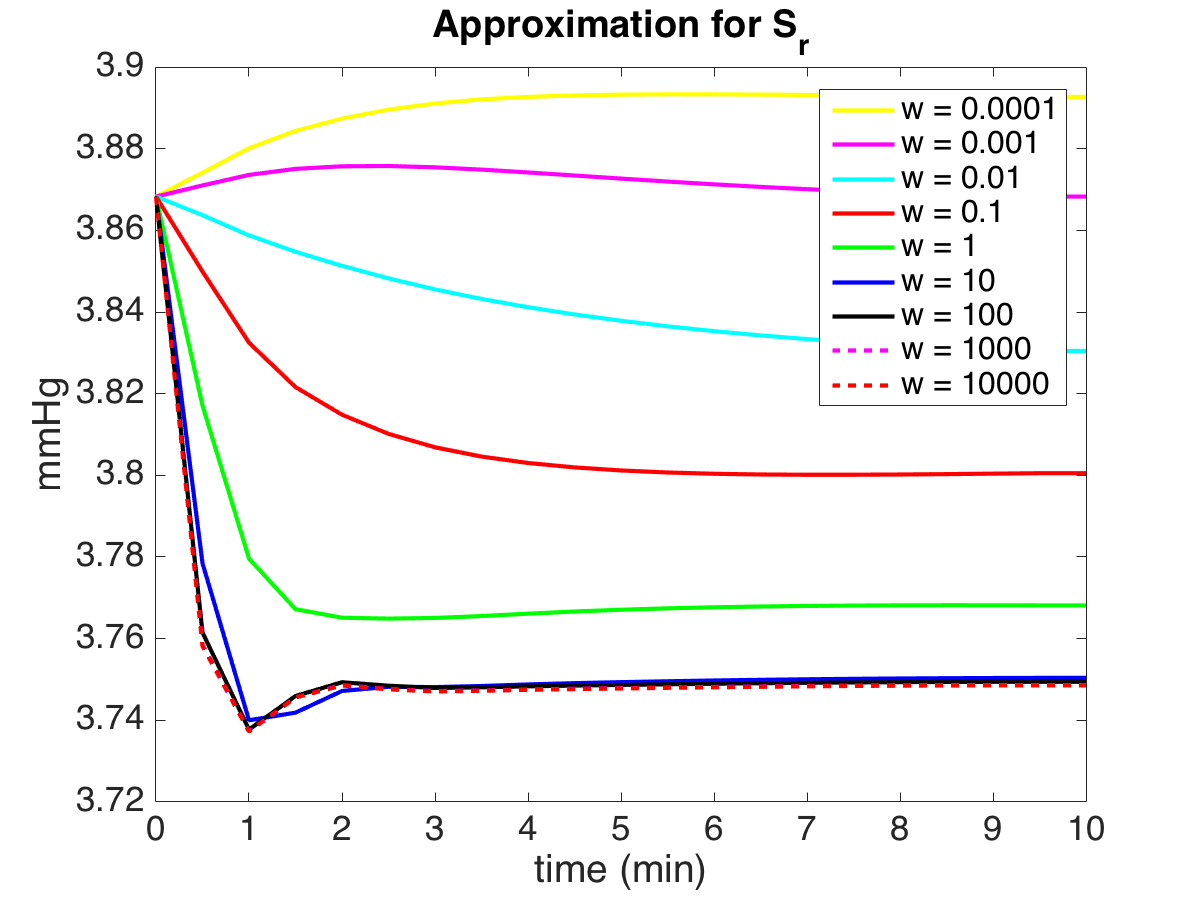 Approximation for S_r
3.9
3.88
3.86
3.84
3.82
3.8
3.78
3.76
3.74
3.72
mmHg
w = 0.0001
w = 0.001
w = 0.01
w = 0.1
w = 1
w = 10
w = 100
w = 1000
w = 10000
0 1 2 3 4 5 6 7 8 9 10
time (min)